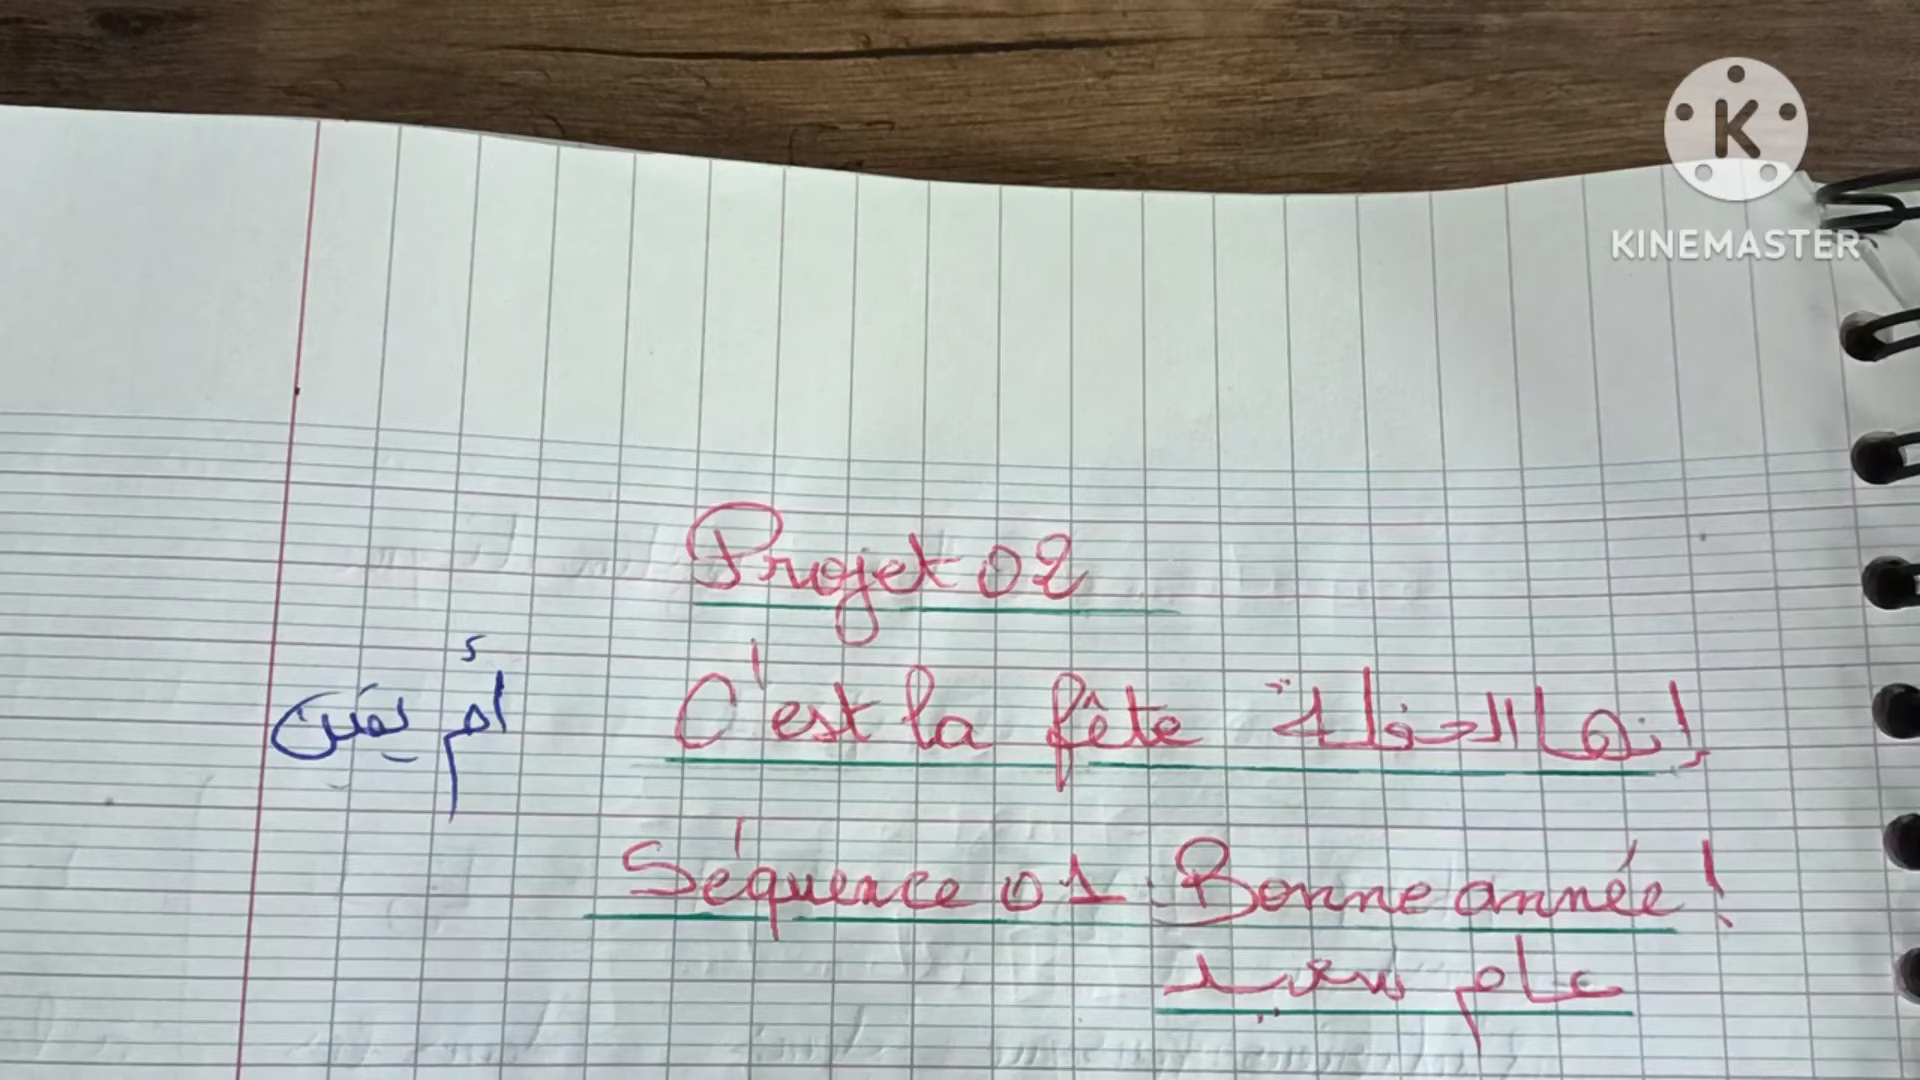 KINEMASTER
Projet 02
C'est la fête إنها الحفلة
أم يقين
Séquence 01 Bonne année !
عام سعيد